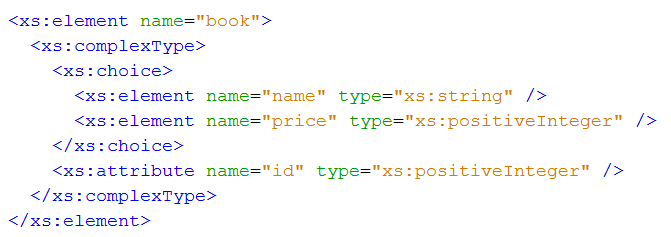 <xs:element name="book">
  <xs:complexType>
    <xs:choice>
      <xs:element name="name" type="xs:string" />
      <xs:element name="price" type="xs:positiveInteger" />
    </xs:choice>
    <xs:attribute name="id" type="xs:positiveInteger" />
  </xs:complexType>
</xs:element>